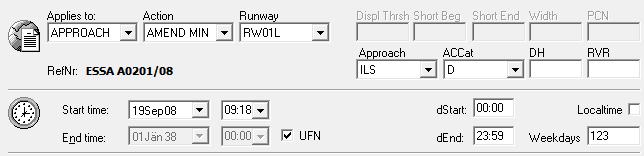 Applies to: Action Runway Displ Thrsh Short Beg Short End Width PCN
APPROACH AMEND MIN RW01L
Approach ACCat DH RVR
RefNr: ESSA A0201/08 ILS D
Start time: 19Sep08 09:18 dStart: 00:00 Localtime
End time: 01Jän 38 00:00 UFN dEnd: 23:59 Weekdays 123